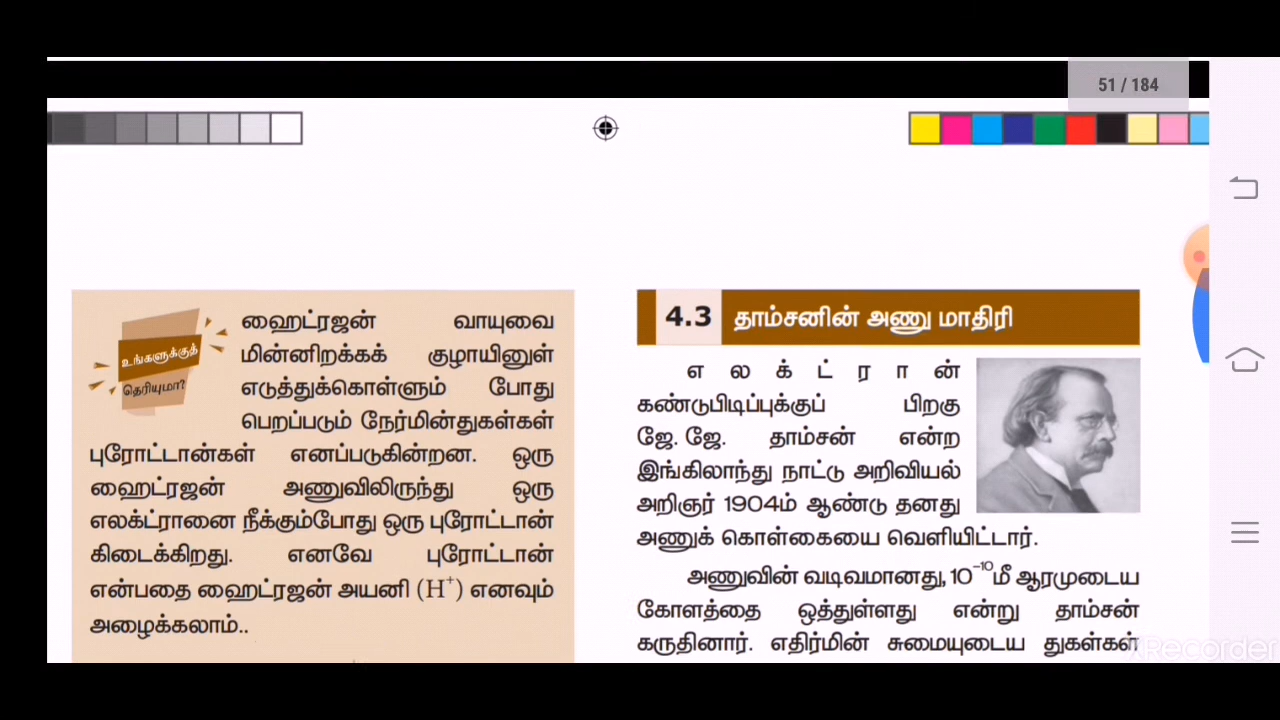 51 / 184
உங்களுக்குத்
தெரியுமா?
ஹைட்ரஜன் வாயுவை
மின்னிறக்கக் குழாயினுள்
எடுத்துக்கொள்ளும் போது
பெறப்படும் நேர்மின்துகள்கள்
புரோட்டான்கள் எனப்படுகின்றன. ஒரு
ஹைட்ரஜன் அணுவிலிருந்து ஒரு
எலக்ட்ரானை நீக்கும்போது ஒரு புரோட்டான்
கிடைக்கிறது. எனவே புரோட்டான்
என்பதை ஹைட்ரஜன் அயனி (H⁺) எனவும்
அழைக்கலாம்..
4.3 தாம்சனின் அணு மாதிரி
எ ல க் ட் ரா ன்
கண்டுபிடிப்புக்குப் பிறகு
ஜே. ஜே. தாம்சன் என்ற
இங்கிலாந்து நாட்டு அறிவியல்
அறிஞர் 1904ம் ஆண்டு தனது
அணுக் கொள்கையை வெளியிட்டார்.
அணுவின் வடிவமானது, 10⁻¹⁰மீ ஆரமுடைய
கோளத்தை ஒத்துள்ளது என்று தாம்சன்
கருதினார். எதிர்மின் சுமையுடைய துகள்கள்
XRecorder